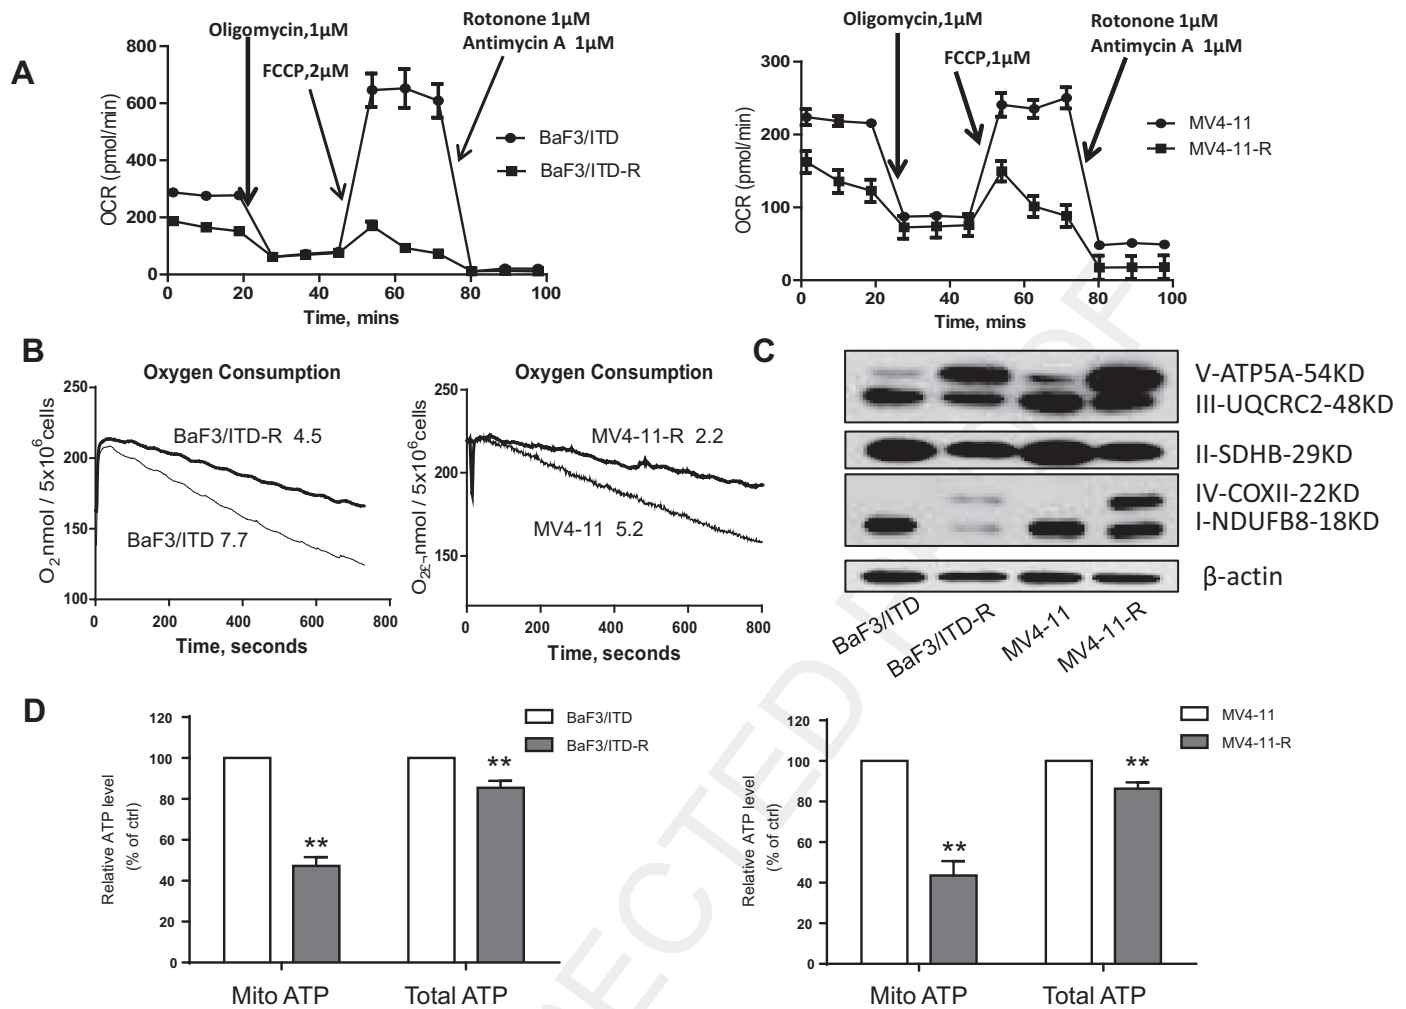 A
Oligomycin,1µM
FCCP,2µM
Rotonone 1µM
Antimycin A 1µM
800
600
400
200
0
OCR (pmol/min)
BaF3/ITD
BaF3/ITD-R
0 20 40 60 80 100
Time, mins
Oligomycin,1µM
FCCP,1µM
Rotonone 1µM
Antimycin A 1µM
300
200
100
0
OCR (pmol/min)
MV4-11
MV4-11-R
0 20 40 60 80 100
Time, mins
B
Oxygen Consumption
250
200
150
100
O2 nmol / 5x10⁶ cells
BaF3/ITD-R 4.5
BaF3/ITD 7.7
0 200 400 600 800
Time, seconds
Oxygen Consumption
250
200
150
O2£¬nmol / 5x10⁶ cells
MV4-11-R 2.2
MV4-11 5.2
0 200 400 600 800
Time, seconds
C
V-ATP5A-54KD
III-UQCRC2-48KD
II-SDHB-29KD
IV-COXII-22KD
I-NDUFB8-18KD
β-actin
BaF3/ITD
BaF3/ITD-R
MV4-11
MV4-11-R
D
120
100
80
60
40
20
0
Relative ATP level
(% of ctrl)
BaF3/ITD
BaF3/ITD-R
**
**
Mito ATP Total ATP
120
100
80
60
40
20
0
Relative ATP level
(% of ctrl)
MV4-11
MV4-11-R
**
**
Mito ATP Total ATP